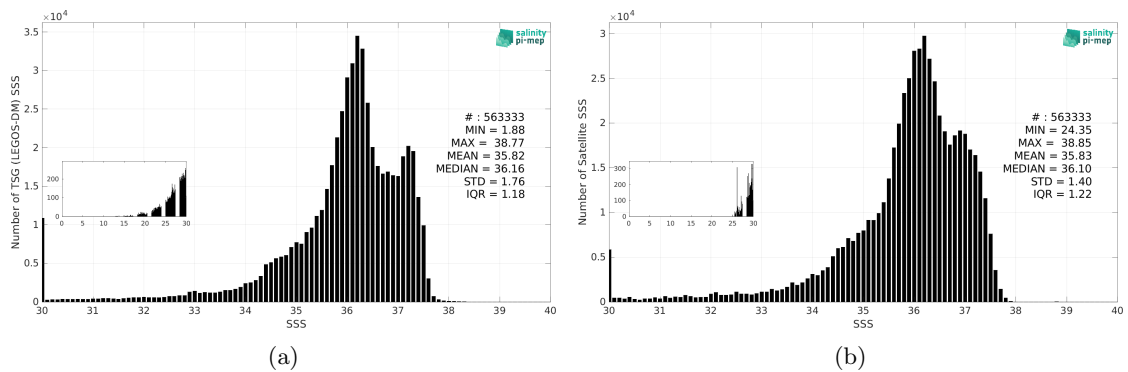 ×10⁴
3.5
3
2.5
2
1.5
1
0.5
0
Number of TSG (LEGOS-DM) SSS
salinity
pi-mep
# : 563333
MIN = 1.88
MAX = 38.77
MEAN = 35.82
MEDIAN = 36.16
STD = 1.76
IQR = 1.18
200
100
0
0 5 10 15 20 25 30
30 31 32 33 34 35 36 37 38 39 40
SSS
(a)
×10⁴
3
2.5
2
1.5
1
0.5
0
Number of Satellite SSS
salinity
pi-mep
# : 563333
MIN = 24.35
MAX = 38.85
MEAN = 35.83
MEDIAN = 36.10
STD = 1.40
IQR = 1.22
300
200
100
0
0 5 10 15 20 25 30
30 31 32 33 34 35 36 37 38 39 40
SSS
(b)